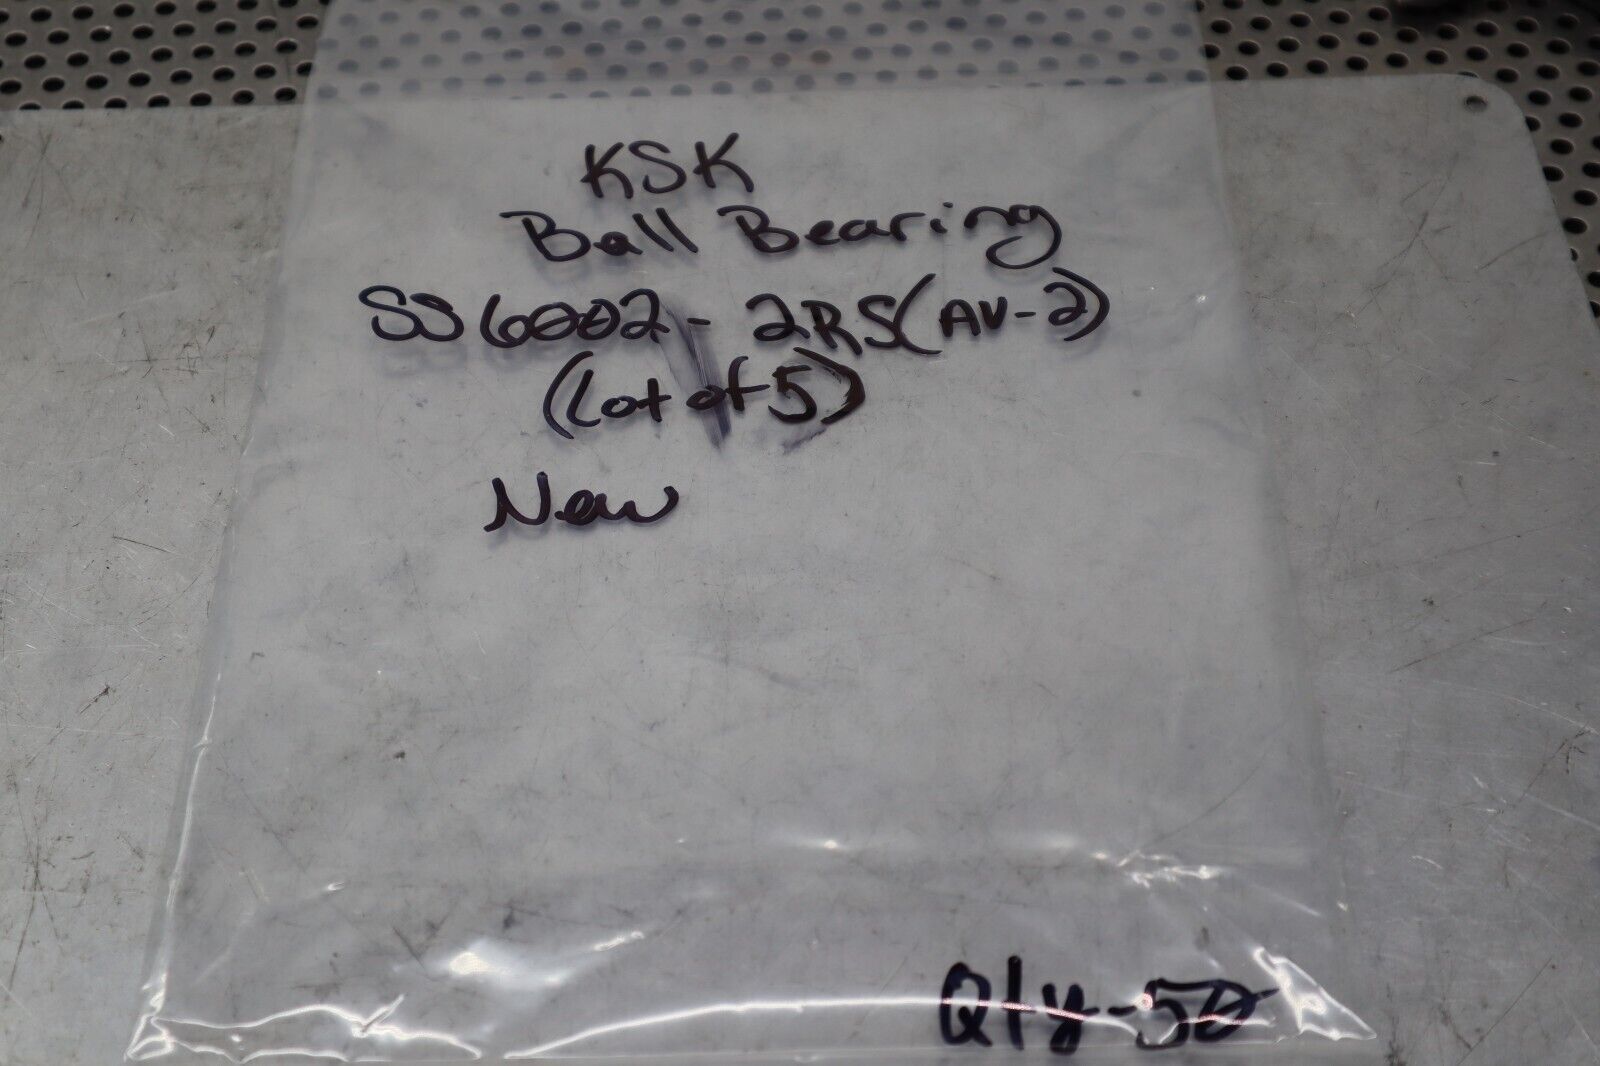 KSK
Ball Bearing
SS6002-2RS(AV-2)
(Lot of 5)
New
Qty-50